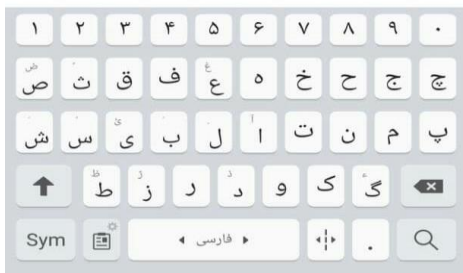 ۱ ۲ ۳ ۴ ۵ ۶ ۷ ۸ ۹ ۰
ض ص ث ق ف غ ع ه خ ح ج چ
ش س ئ ی ب ل آ ا ت ن م پ
ظ ط ژ ز ر ذ د و ک ء گ
Sym فارسی .